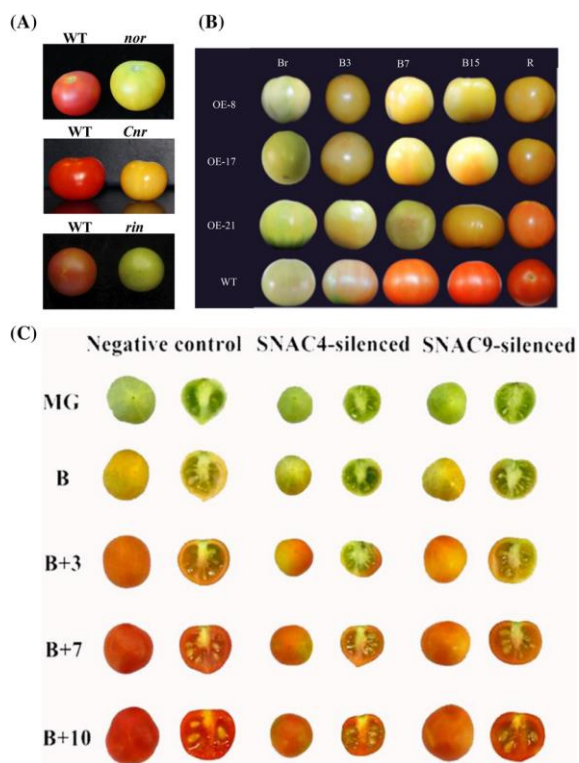 (A)
WT nor
WT Cnr
WT rin
(B)
Br B3 B7 B15 R
OE-8
OE-17
OE-21
WT
(C)
Negative control SNAC4-silenced SNAC9-silenced
MG
B
B+3
B+7
B+10